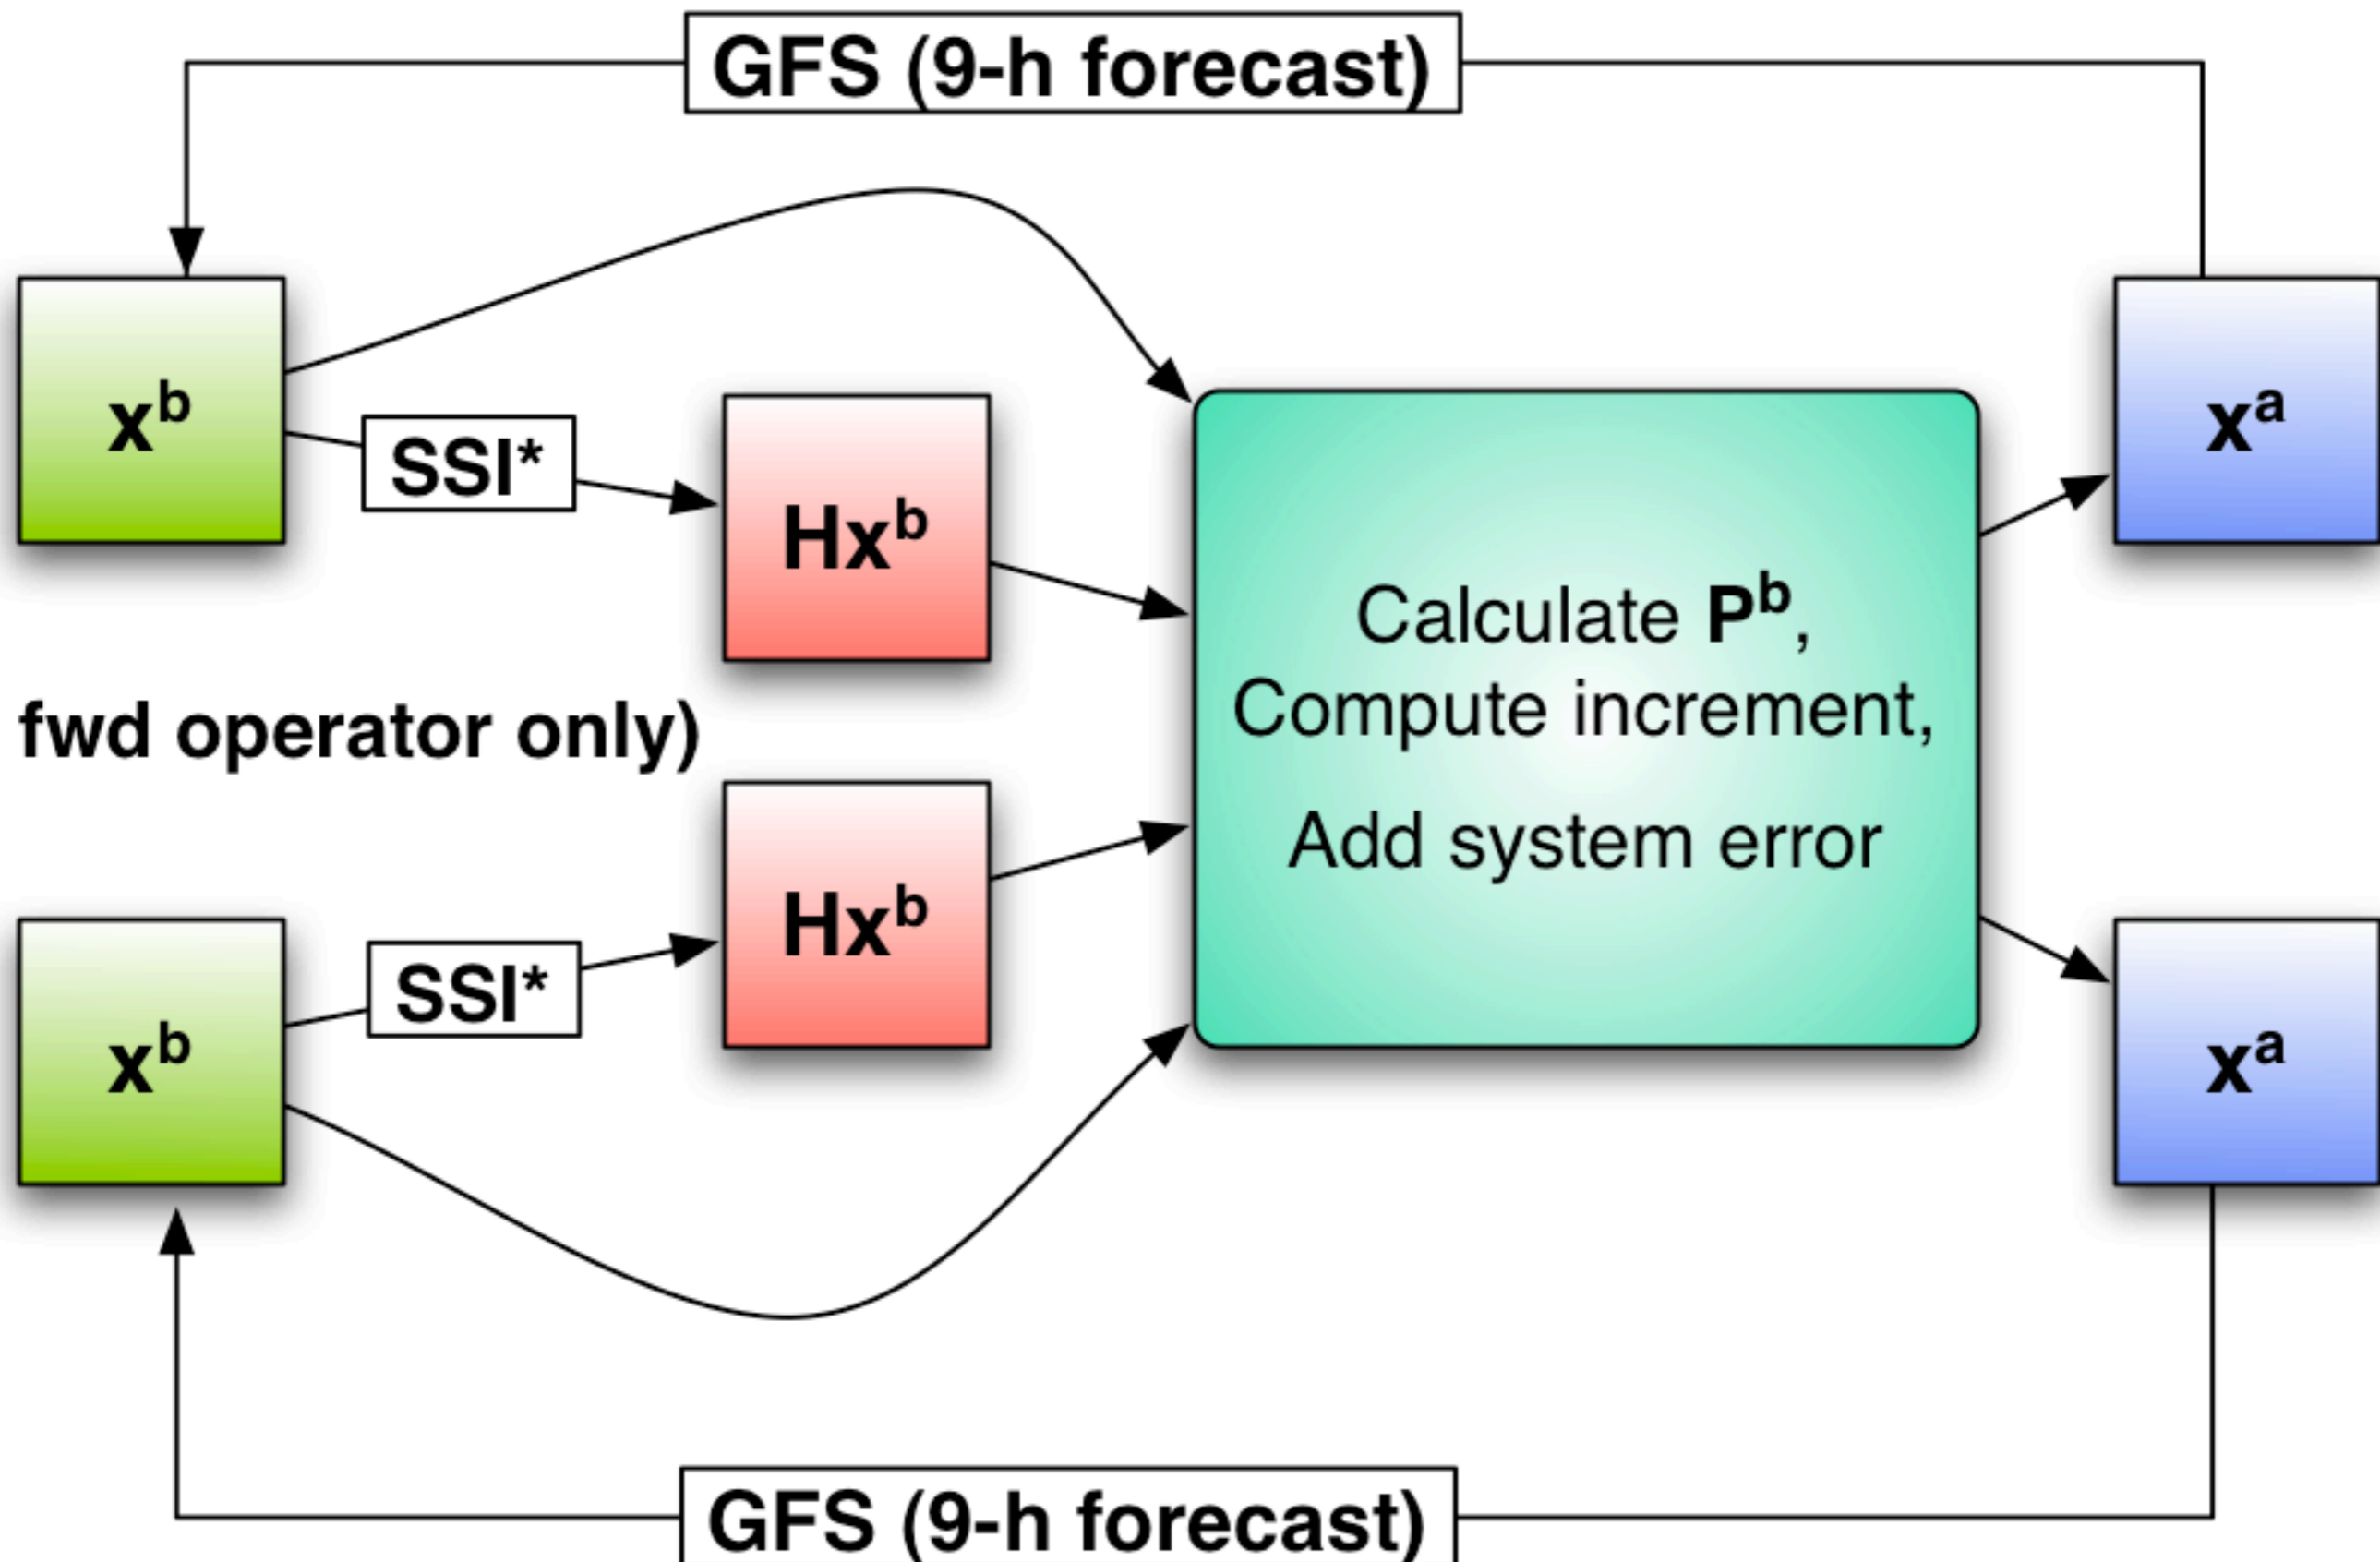 GFS (9-h forecast)
x^b
SSI*
Hx^b
x^a
Calculate P^b,
Compute increment,
Add system error
fwd operator only)
x^b
SSI*
Hx^b
x^a
GFS (9-h forecast)